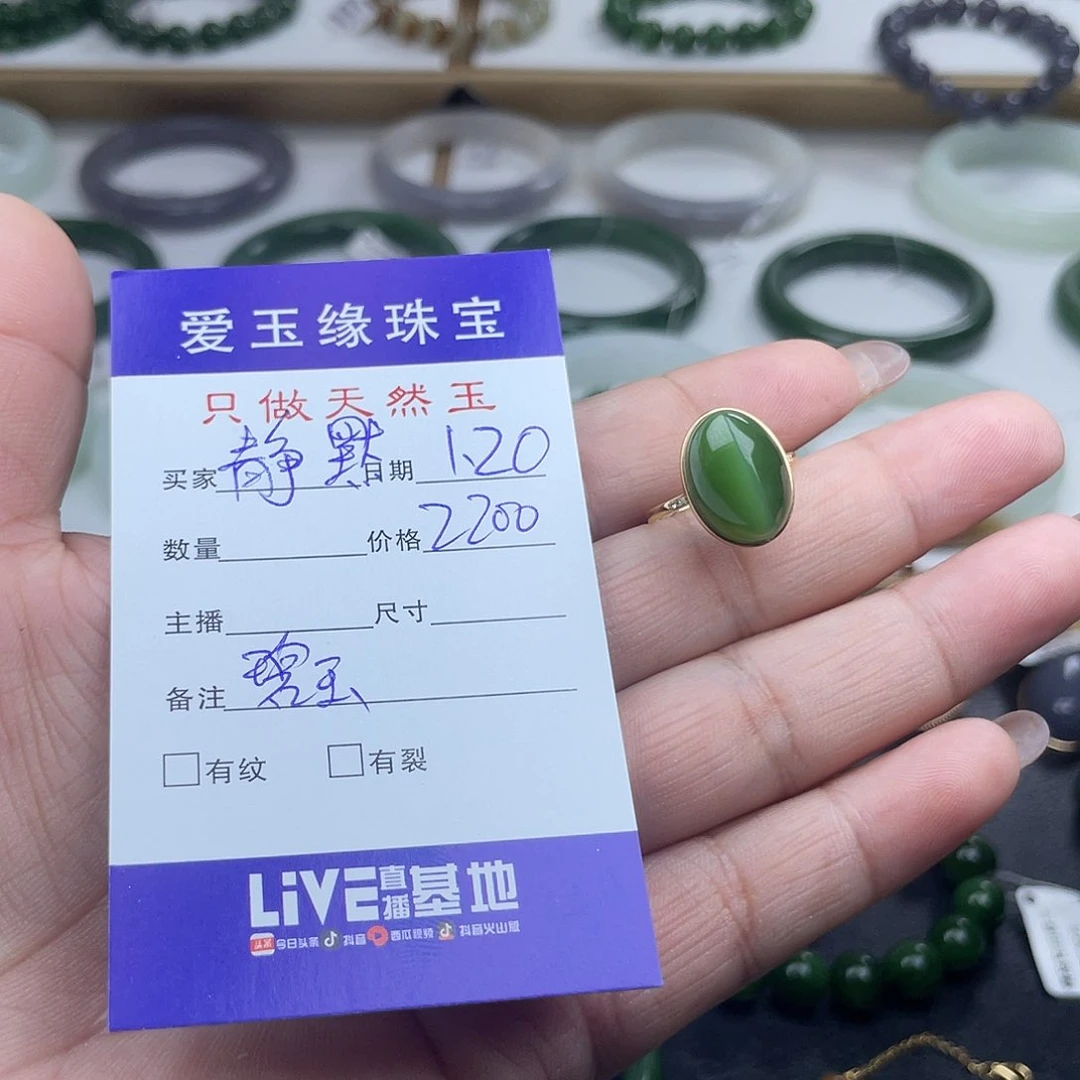 爱玉缘珠宝
只做天然玉
买家 静默 日期 1.20
数量 价格 2200
主播 尺寸
备注 碧玉
□有纹 □有裂
LiVE直播基地
头条 今日头条 抖音 西瓜视频 抖音火山版